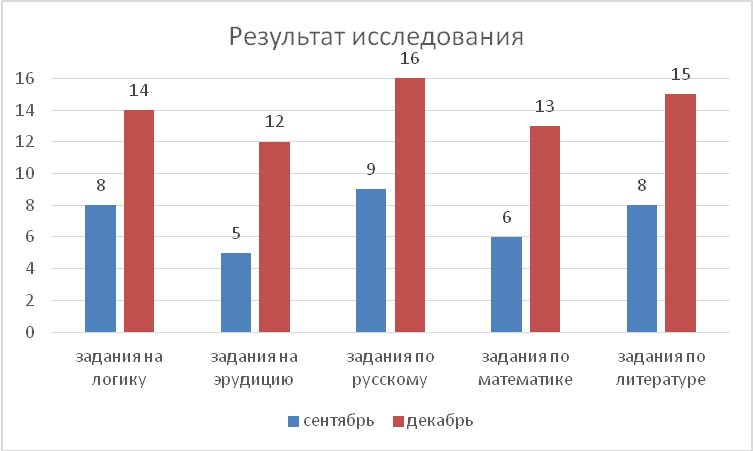 Результат исследования
16
14
12
10
8
6
4
2
0
8
14
5
12
9
16
6
13
8
15
задания на
логику
задания на
эрудицию
задания по
русскому
задания по
математике
задания по
литературе
сентябрь
декабрь